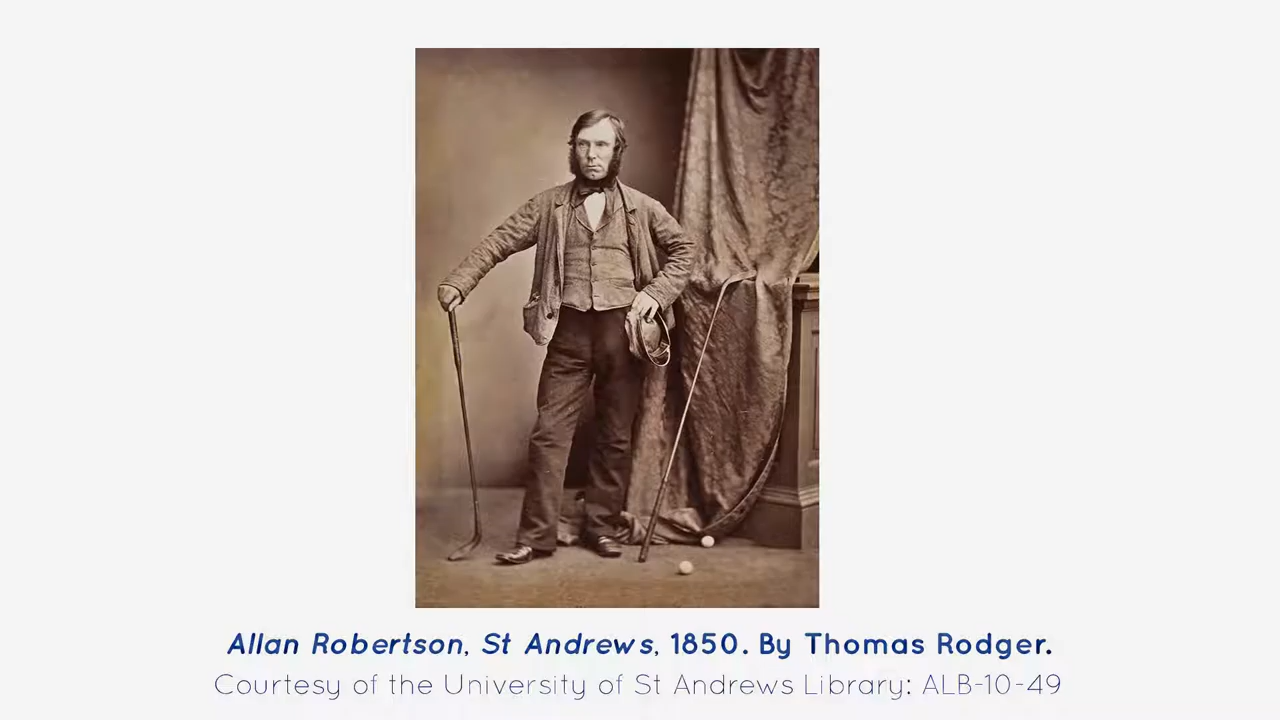 Allan Robertson, St Andrews, 1850. By Thomas Rodger.
Courtesy of the University of St Andrews Library: ALB-10-49